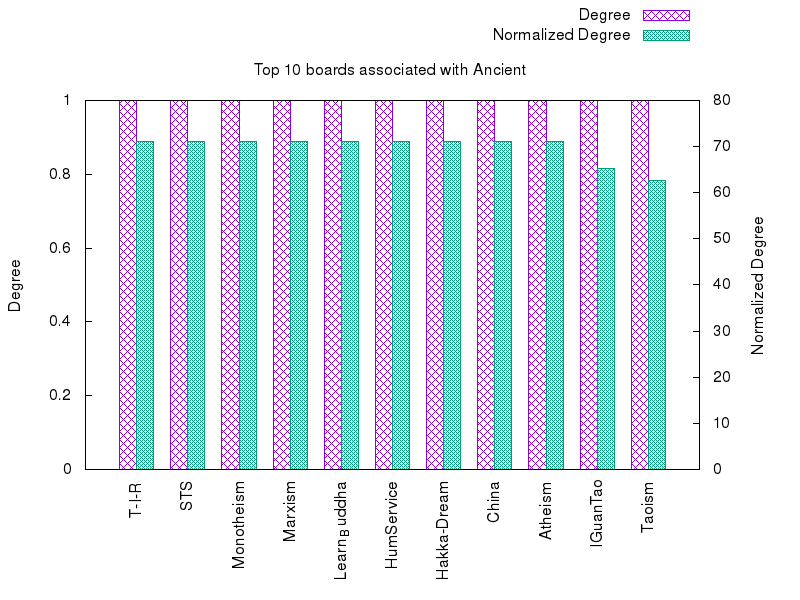 Degree
Normalized Degree
Top 10 boards associated with Ancient
1
0.8
0.6
0.4
0.2
0
Degree
80
70
60
50
40
30
20
10
0
Normalized Degree
T-I-R
STS
Monotheism
Marxism
Learn_Buddha
HumService
Hakka-Dream
China
Atheism
IGuanTao
Taoism